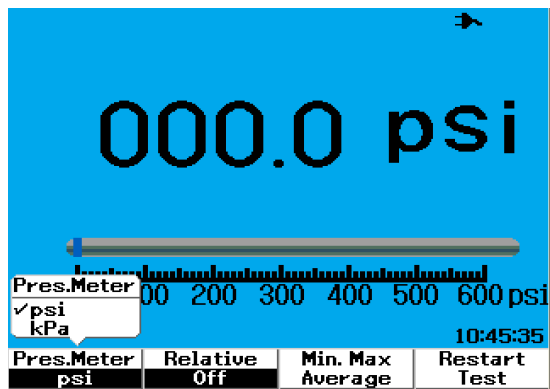 000.0 psi
00 200 300 400 500 600 psi
Pres.Meter
✓psi
kPa
10:45:35
Pres.Meter Relative Min. Max Restart
psi Off Average Test